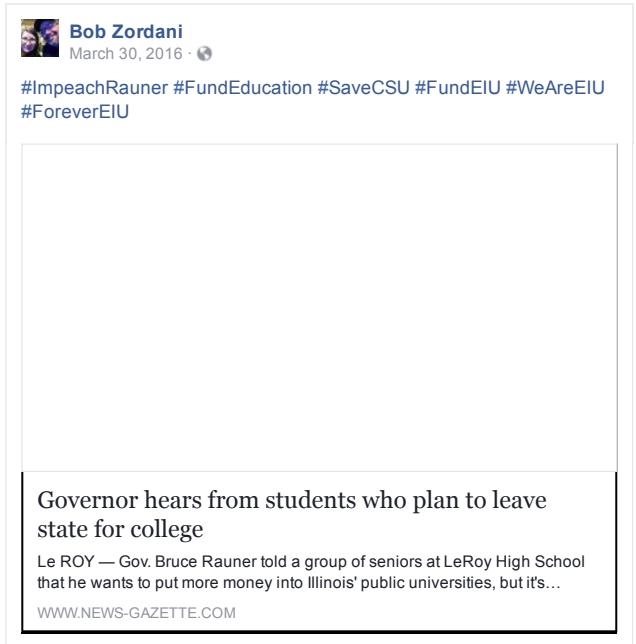 Bob Zordani
March 30, 2016 ·
#ImpeachRauner #FundEducation #SaveCSU #FundEIU #WeAreEIU
#ForeverEIU
Governor hears from students who plan to leave
state for college
Le ROY — Gov. Bruce Rauner told a group of seniors at LeRoy High School
that he wants to put more money into Illinois' public universities, but it's…
WWW.NEWS-GAZETTE.COM